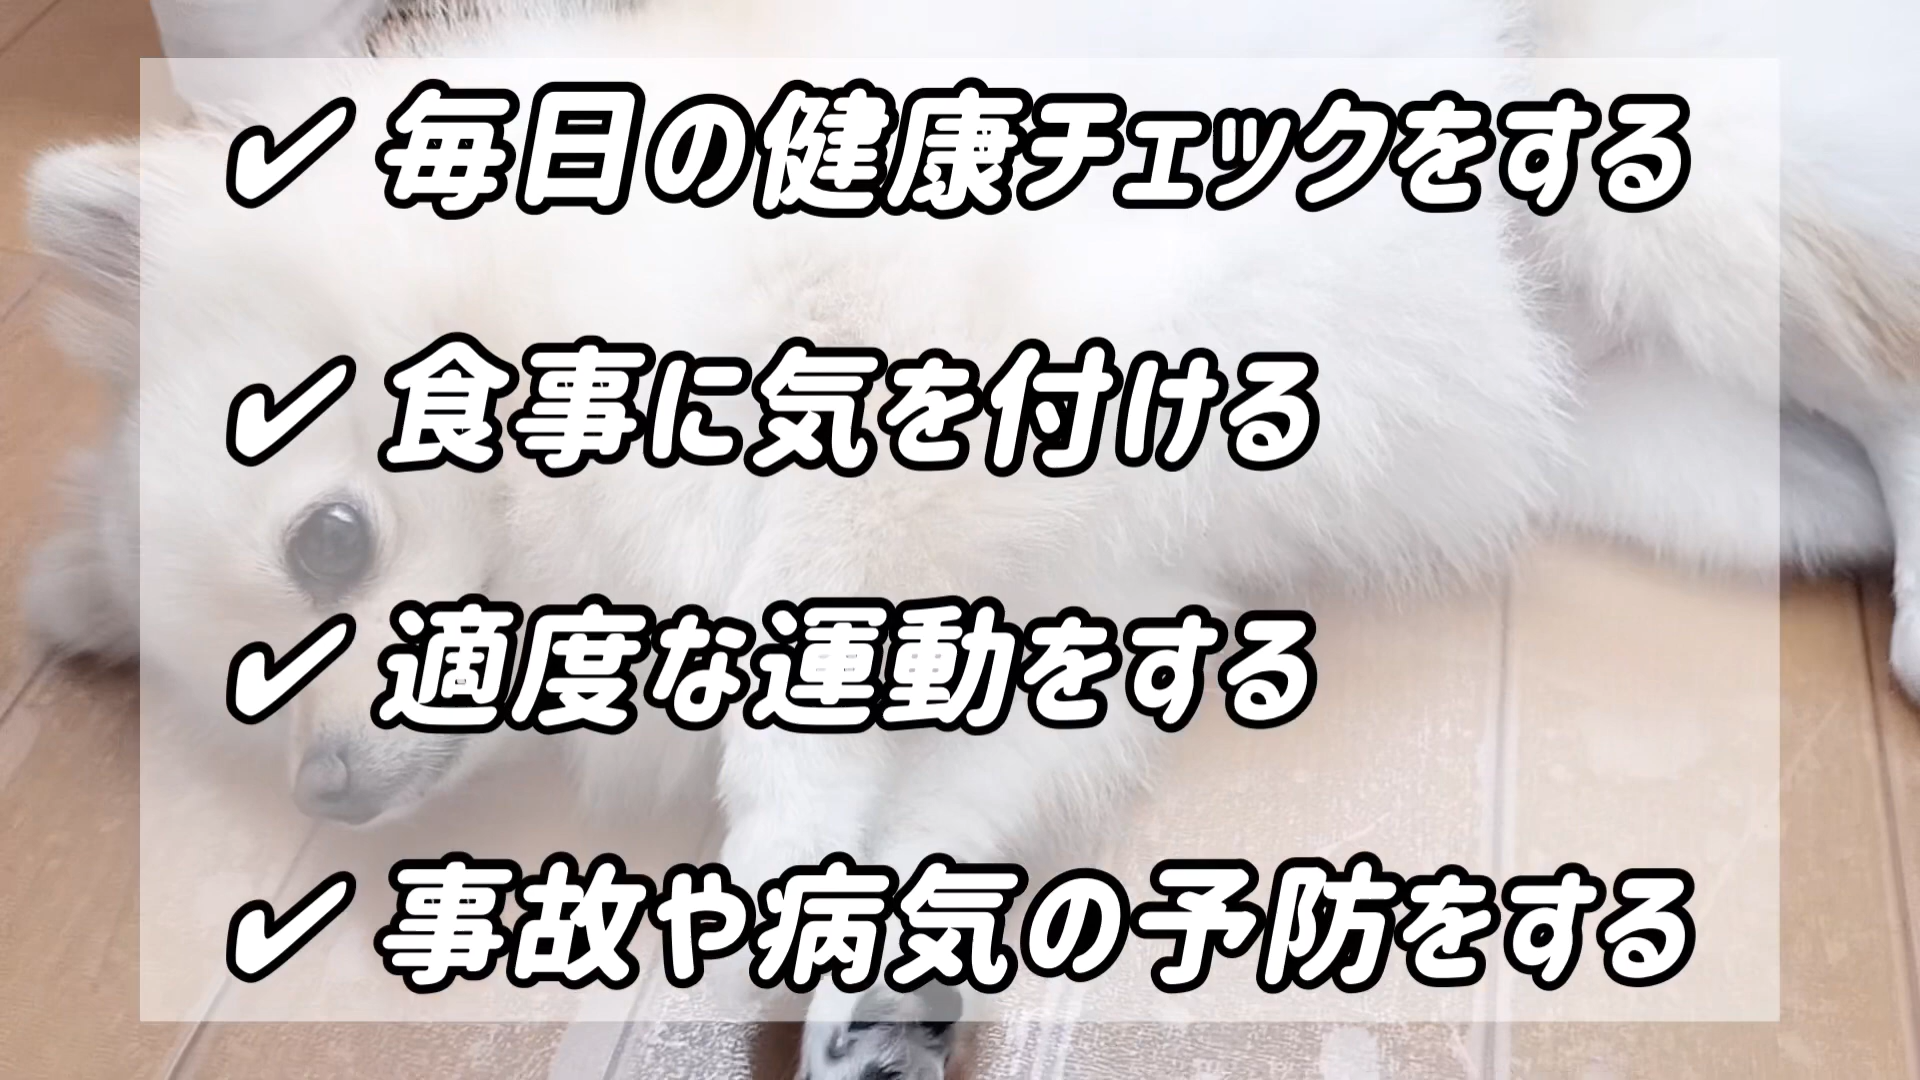 ✔ 毎日の健康チェックをする
✔ 食事に気を付ける
✔ 適度な運動をする
✔ 事故や病気の予防をする